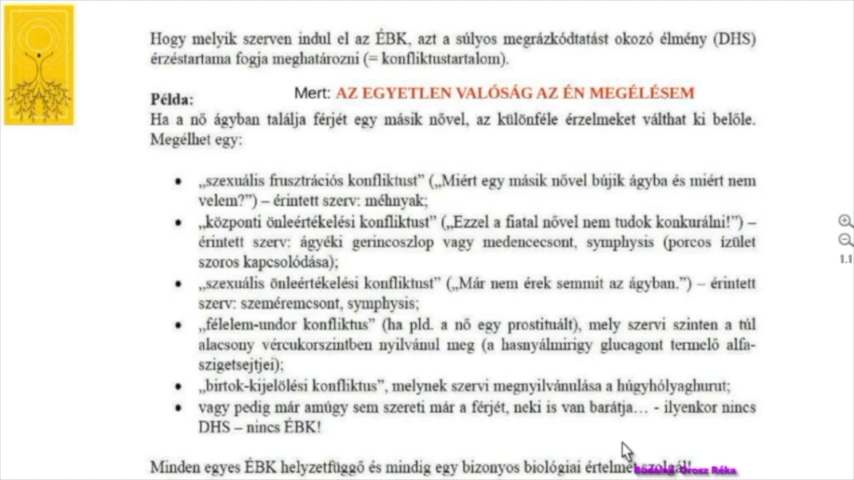 Hogy melyik szerven indul el az ÉBK, azt a súlyos megrázkódtatást okozó élmény (DHS)
érzéstartama fogja meghatározni (= konfliktustartalom).
Mert: AZ EGYETLEN VALÓSÁG AZ ÉN MEGÉLÉSEM
Példa:
Ha a nő ágyban találja férjét egy másik nővel, az különféle érzelmeket válthat ki belőle.
Megélhet egy:
• „szexuális frusztrációs konfliktust” („Miért egy másik nővel bújik ágyba és miért nem
velem?”) – érintett szerv: méhnyak;
• „központi önleértékelési konfliktust” („Ezzel a fiatal nővel nem tudok konkurálni!”) –
érintett szerv: ágyéki gerincoszlop vagy medencecsont, symphysis (porcos ízület
szoros kapcsolódása);
• „szexuális önleértékelési konfliktust” („Már nem érek semmit az ágyban.”) – érintett
szerv: szeméremcsont, symphysis;
• „félelem-undor konfliktus” (ha pld. a nő egy prostituált), mely szervi szinten a túl
alacsony vércukorszintben nyilvánul meg (a hasnyálmirigy glucagont termelő alfa-
szigetsejtjei);
• „birtok-kijelölési konfliktus”, melynek szervi megnyilvánulása a húgyhólyaghurut;
• vagy pedig már amúgy sem szereti már a férjét, neki is van barátja… - ilyenkor nincs
DHS – nincs ÉBK!
Minden egyes ÉBK helyzetfüggő és mindig egy bizonyos biológiai értelmet szolgál!
Orosz Réka
1.1